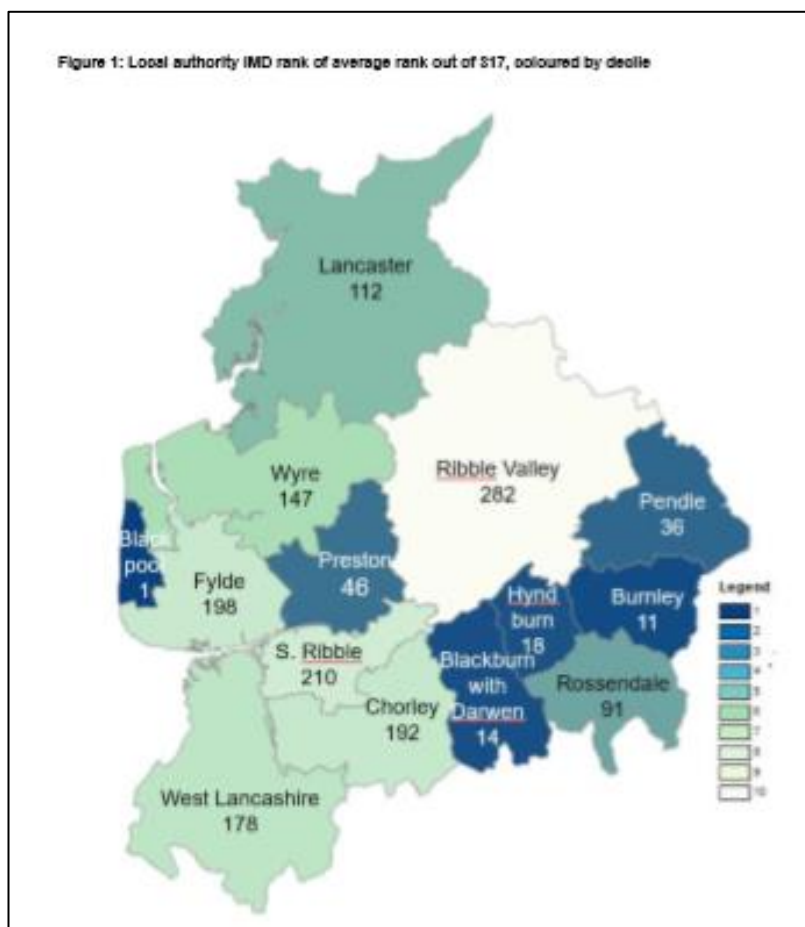 Figure 1: Local authority IMD rank of average rank out of 317, coloured by decile
Lancaster
112
Wyre
147
Ribble Valley
282
Pendle
36
Black
pool
1
Fylde
198
Preston
46
Hynd
burn
18
Burnley
11
S. Ribble
210
Blackburn
with
Darwen
14
Rossendale
91
Chorley
192
West Lancashire
178
Legend
1
2
3
4
5
6
7
8
9
10